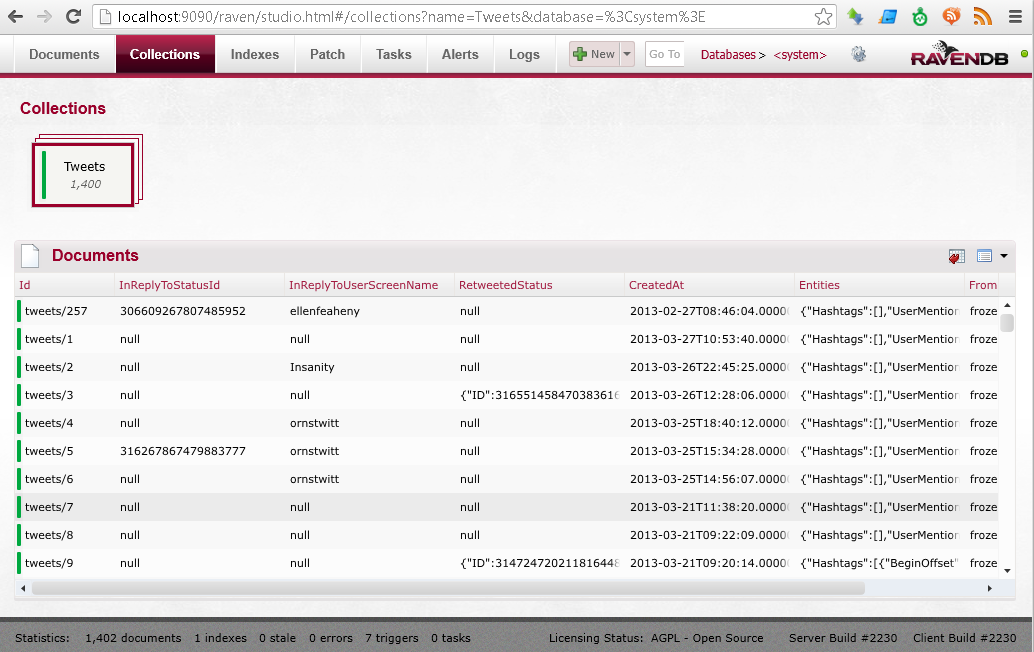 localhost:9090/raven/studio.html#/collections?name=Tweets&database=%3Csystem%3E
Documents Collections Indexes Patch Tasks Alerts Logs New Go To Databases > <system> RAVENDB
Collections
Tweets
1,400
Documents
Id InReplyToStatusId InReplyToUserScreenName RetweetedStatus CreatedAt Entities From
tweets/257 306609267807485952 ellenfeaheny null 2013-02-27T08:46:04.0000 {"Hashtags":[],"UserMention froze
tweets/1 null null null 2013-03-27T10:53:40.0000 {"Hashtags":[],"UserMention froze
tweets/2 null Insanity null 2013-03-26T22:45:25.0000 {"Hashtags":[],"UserMention froze
tweets/3 null null {"ID":316551458470383616 2013-03-26T12:28:06.0000 {"Hashtags":[],"UserMention froze
tweets/4 null ornstwitt null 2013-03-25T18:40:12.0000 {"Hashtags":[],"UserMention froze
tweets/5 316267867479883777 ornstwitt null 2013-03-25T15:34:28.0000 {"Hashtags":[],"UserMention froze
tweets/6 null ornstwitt null 2013-03-25T14:56:07.0000 {"Hashtags":[],"UserMention froze
tweets/7 null null null 2013-03-21T11:38:20.0000 {"Hashtags":[],"UserMention froze
tweets/8 null null null 2013-03-21T09:22:09.0000 {"Hashtags":[],"UserMention froze
tweets/9 null null {"ID":314724720211816448 2013-03-21T09:20:14.0000 {"Hashtags":[{"BeginOffset" froze
Statistics: 1,402 documents 1 indexes 0 stale 0 errors 7 triggers 0 tasks Licensing Status: AGPL - Open Source Server Build #2230 Client Build #2230